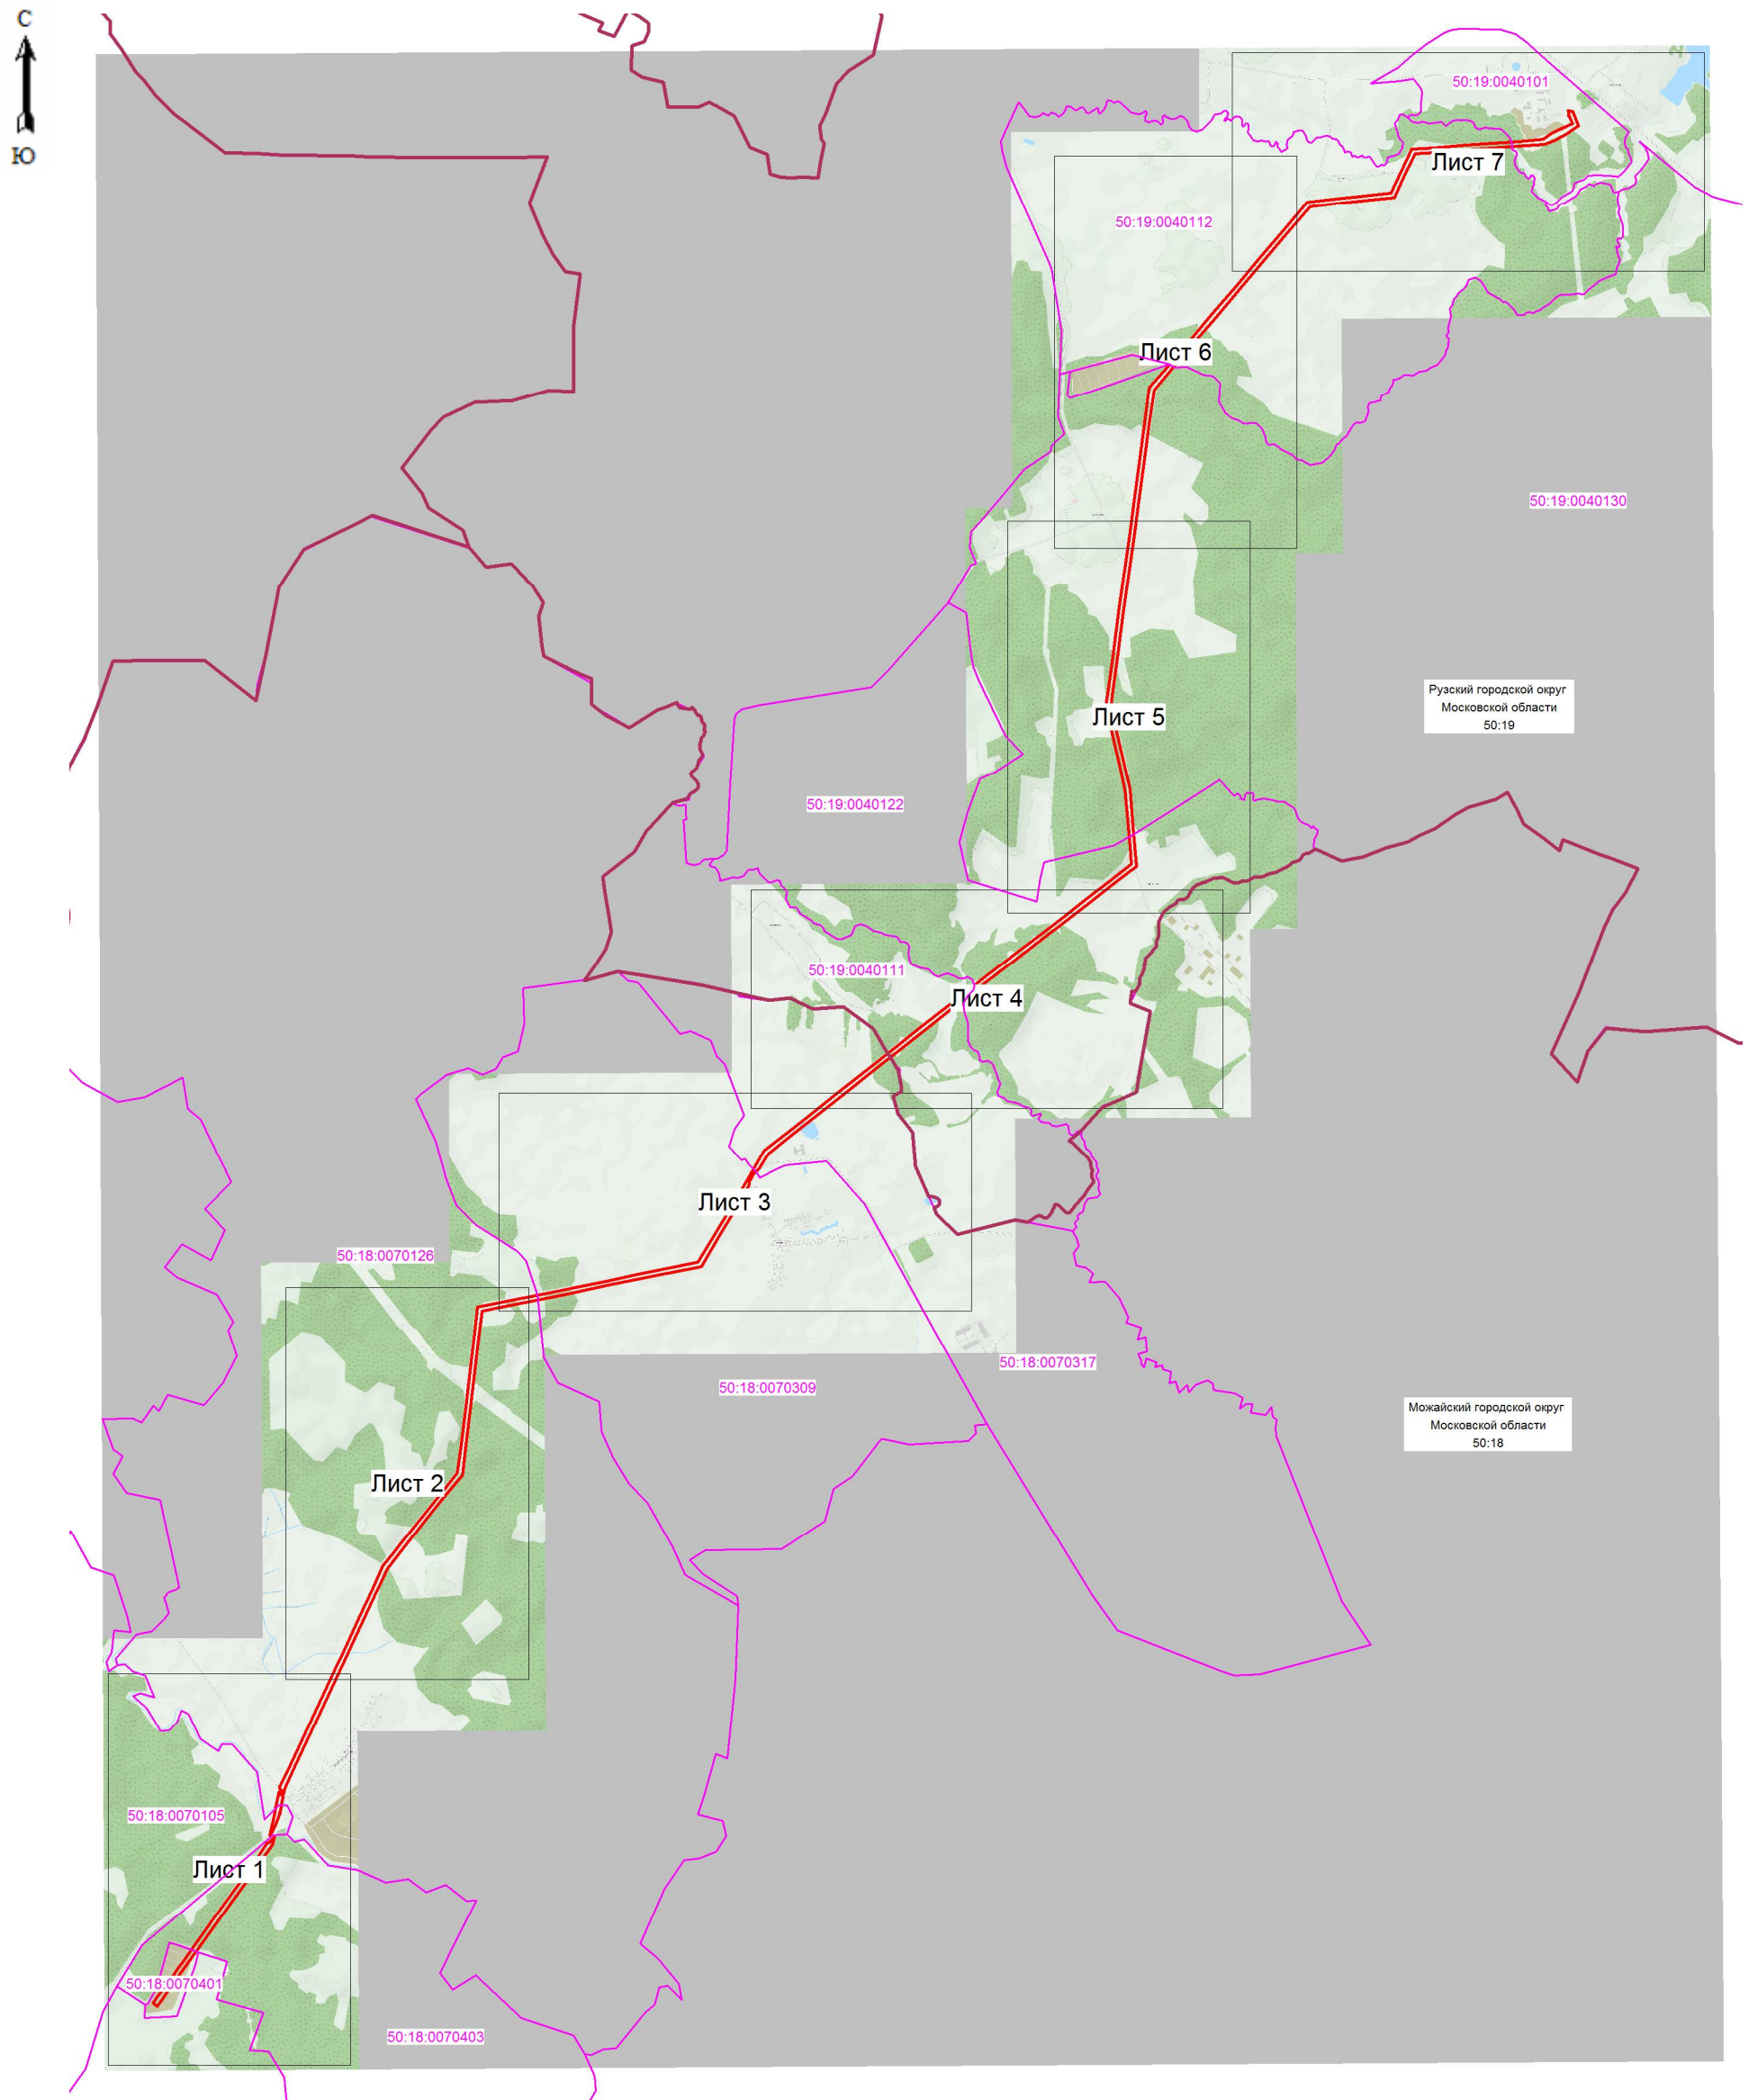 С
Ю
50:19:0040101
Лист 7
50:19:0040112
Лист 6
50:19:0040130
Рузский городской округ
Московской области
50:19
Лист 5
50:19:0040122
50:19:0040111
Лист 4
Лист 3
50:18:0070126
50:18:0070317
50:18:0070309
Можайский городской округ
Московской области
50:18
Лист 2
50:18:0070105
Лист 1
50:18:0070401
50:18:0070403